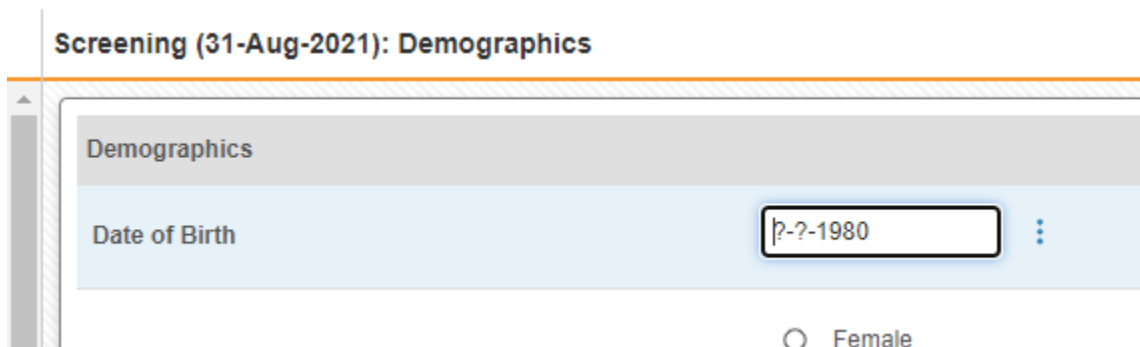 Screening (31-Aug-2021): Demographics
Demographics
Date of Birth
?-?-1980
Female